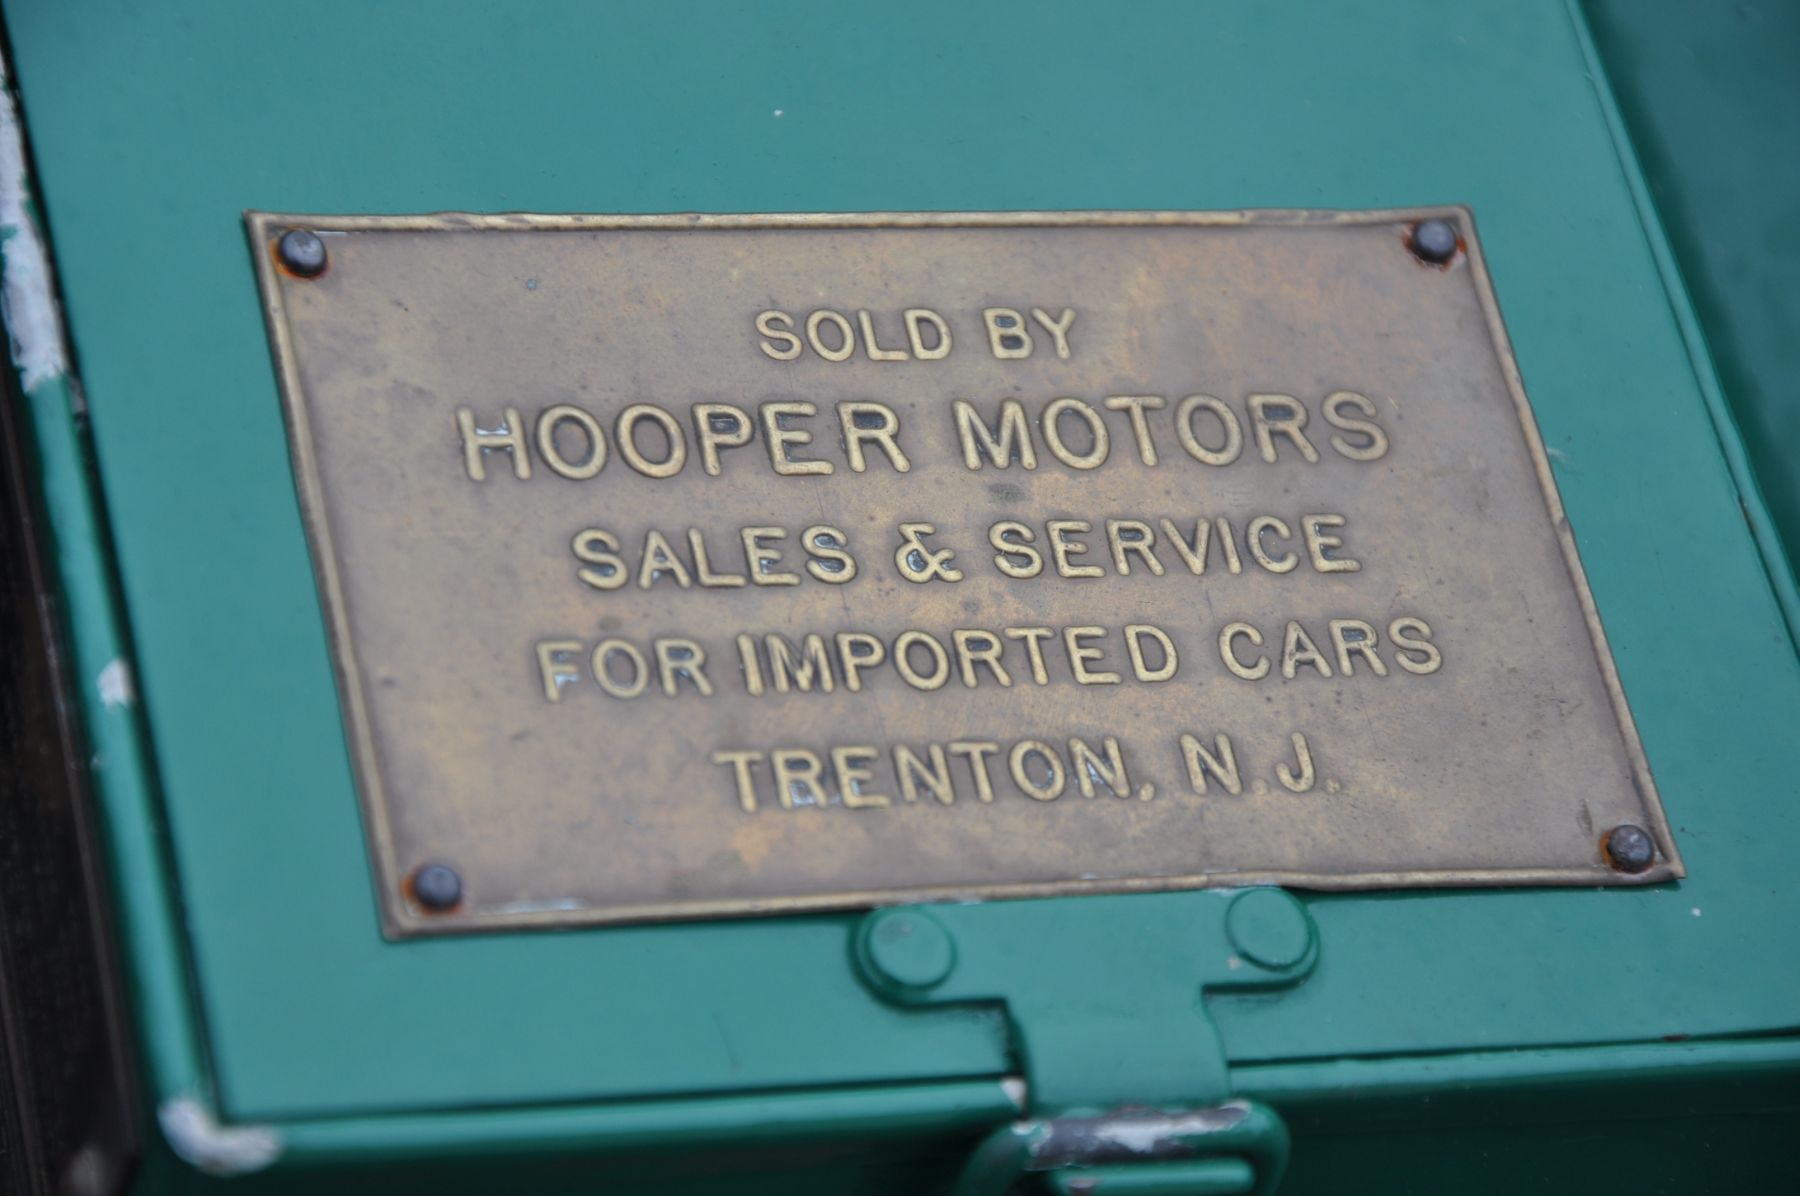 SOLD BY
HOOPER MOTORS
SALES & SERVICE
FOR IMPORTED CARS
TRENTON, N.J.